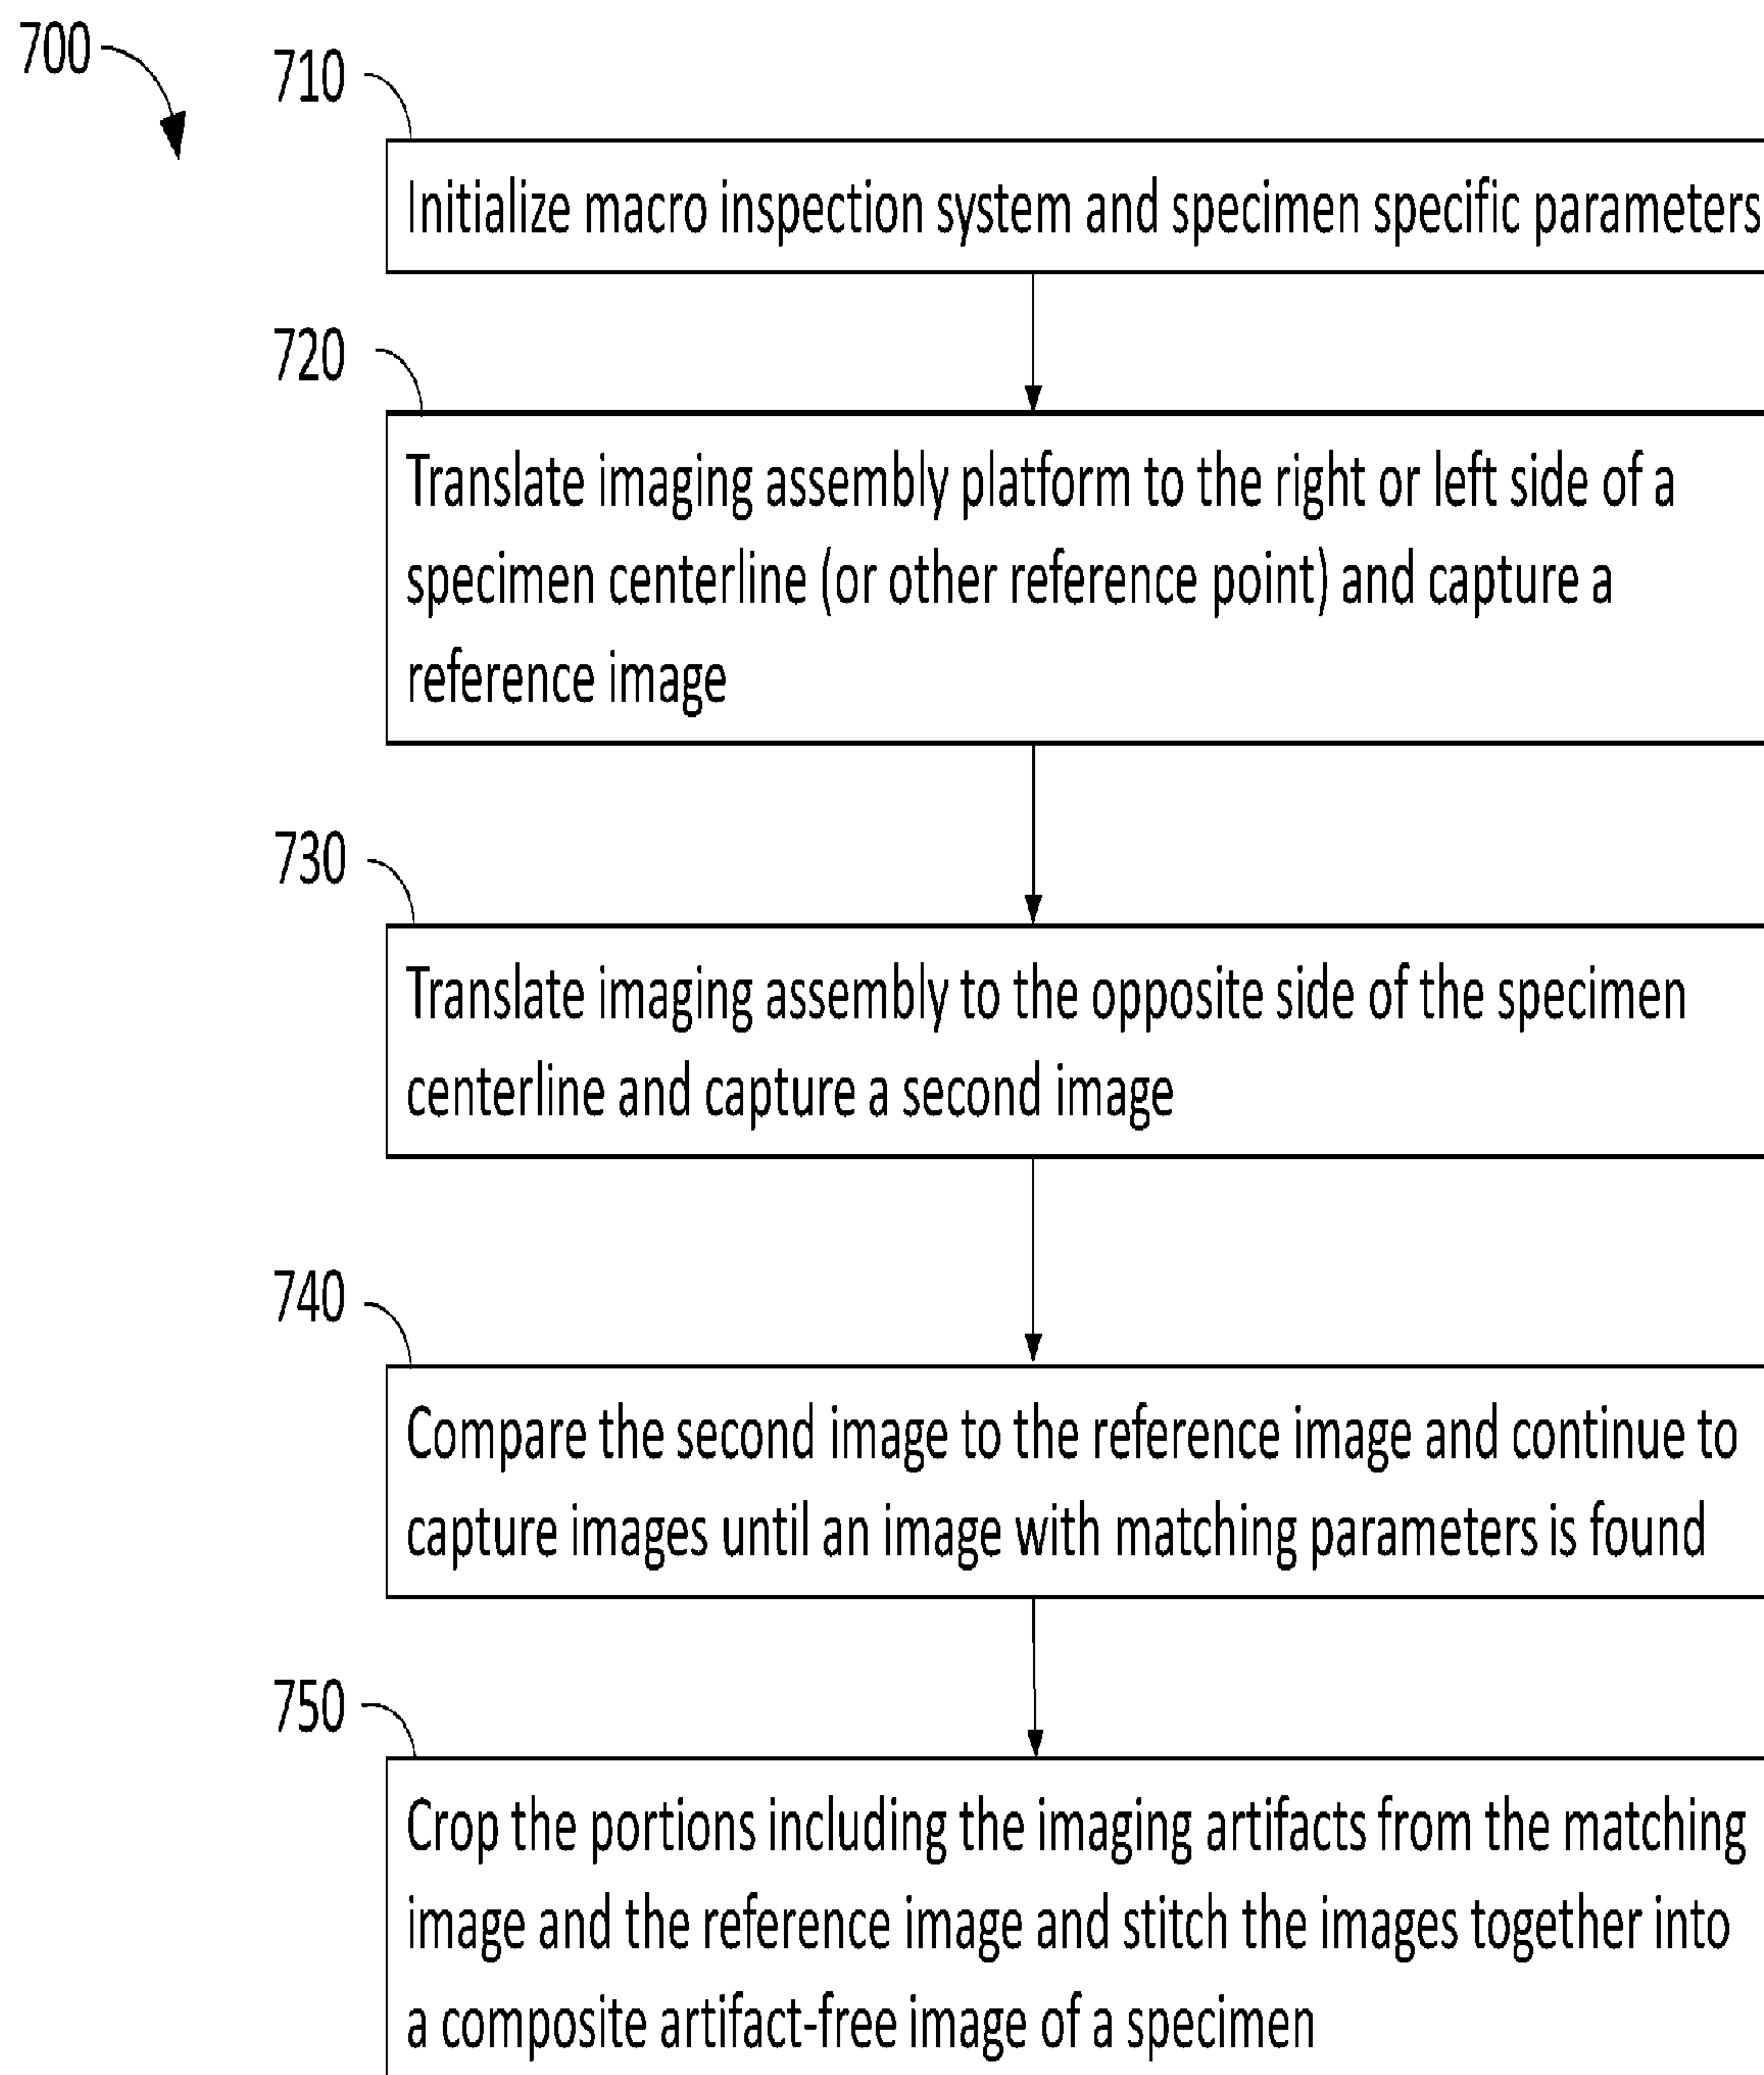 700
710
Initialize macro inspection system and specimen specific parameters
720
Translate imaging assembly platform to the right or left side of a
specimen centerline (or other reference point) and capture a
reference image
730
Translate imaging assembly to the opposite side of the specimen
centerline and capture a second image
740
Compare the second image to the reference image and continue to
capture images until an image with matching parameters is found
750
Crop the portions including the imaging artifacts from the matching
image and the reference image and stitch the images together into
a composite artifact-free image of a specimen